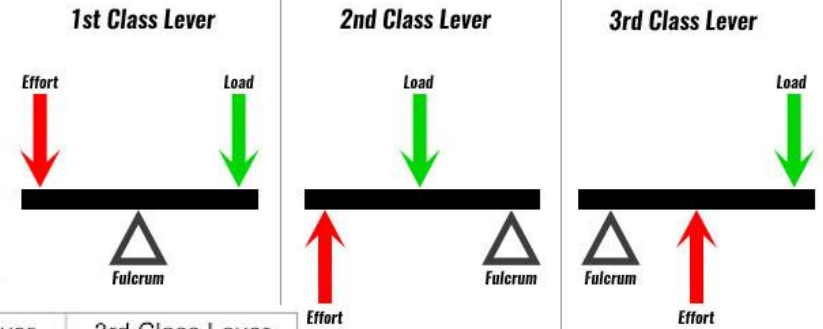 1st Class Lever
2nd Class Lever
3rd Class Lever
Effort
Load
Load
Load
Fulcrum
Fulcrum
Fulcrum
Effort
Effort